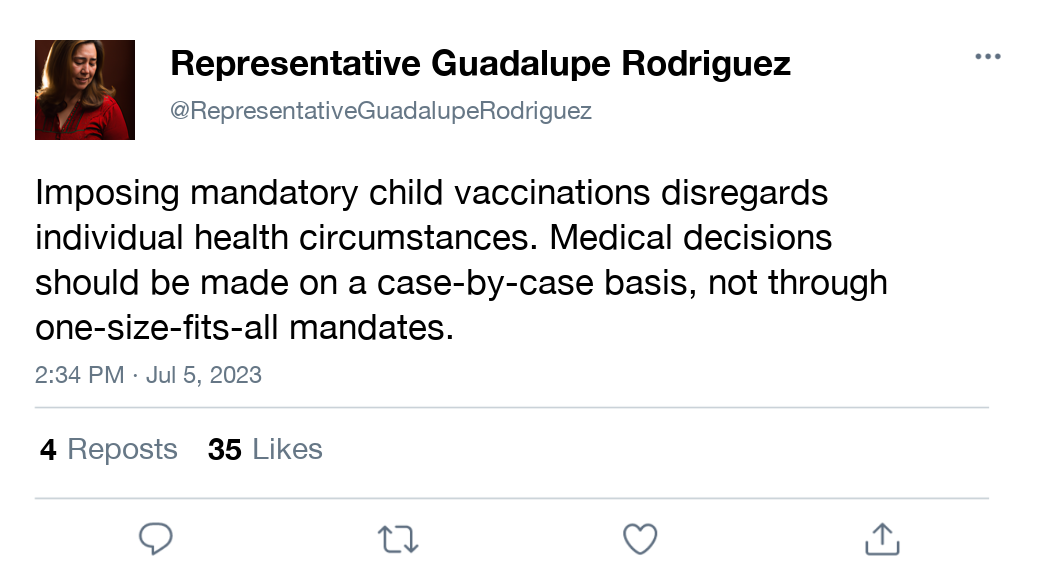 Representative Guadalupe Rodriguez
@RepresentativeGuadalupeRodriguez
Imposing mandatory child vaccinations disregards
individual health circumstances. Medical decisions
should be made on a case-by-case basis, not through
one-size-fits-all mandates.
2:34 PM · Jul 5, 2023
4 Reposts 35 Likes